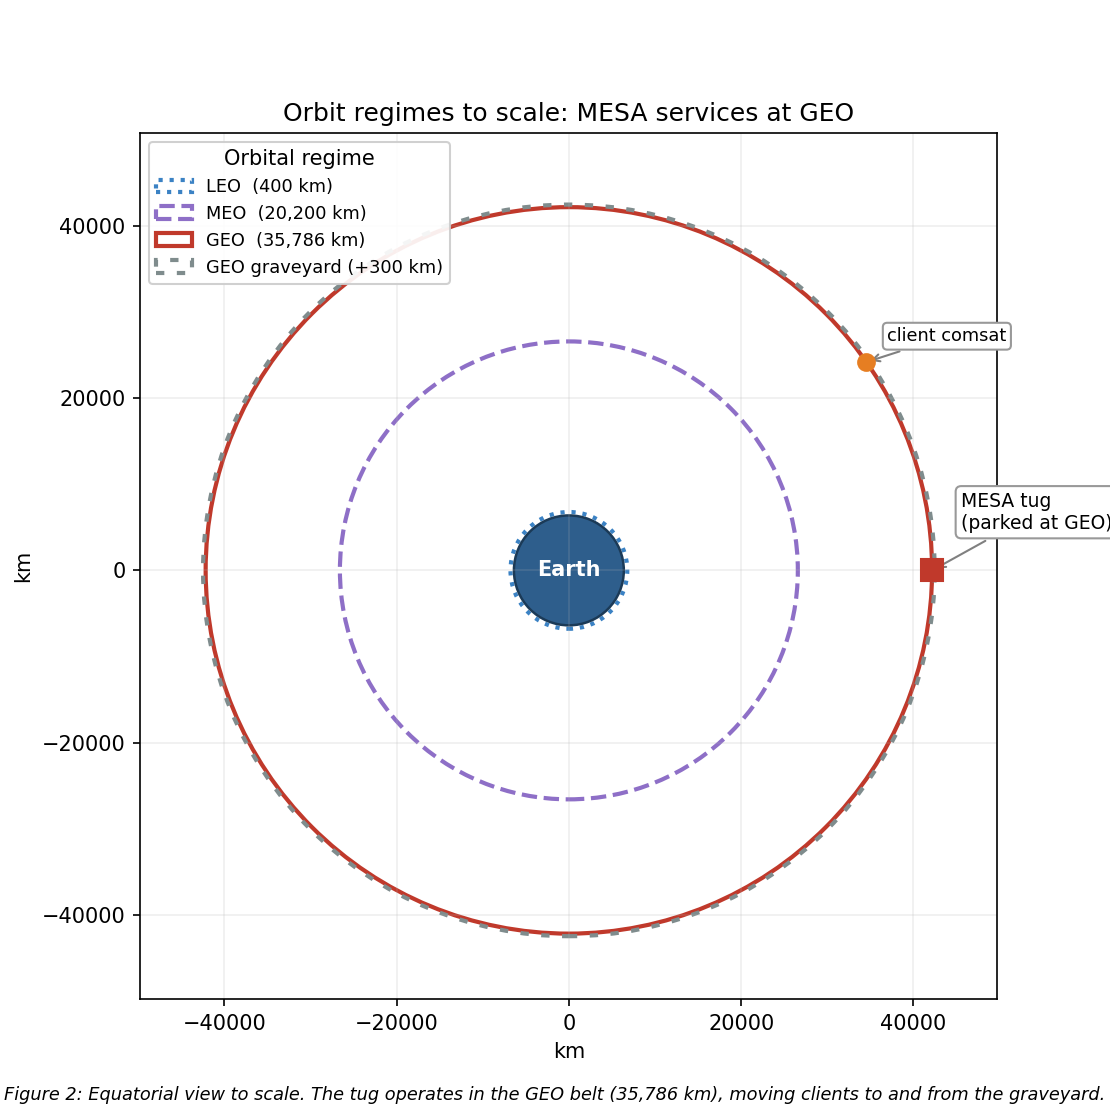 Orbit regimes to scale: MESA services at GEO
Orbital regime
LEO  (400 km)
MEO  (20,200 km)
GEO  (35,786 km)
GEO graveyard (+300 km)
40000
client comsat
20000
MESA tug
(parked at GEO)
km
0
Earth
−20000
−40000
−40000
−20000
0
20000
40000
km
Figure 2: Equatorial view to scale. The tug operates in the GEO belt (35,786 km), moving clients to and from the graveyard.